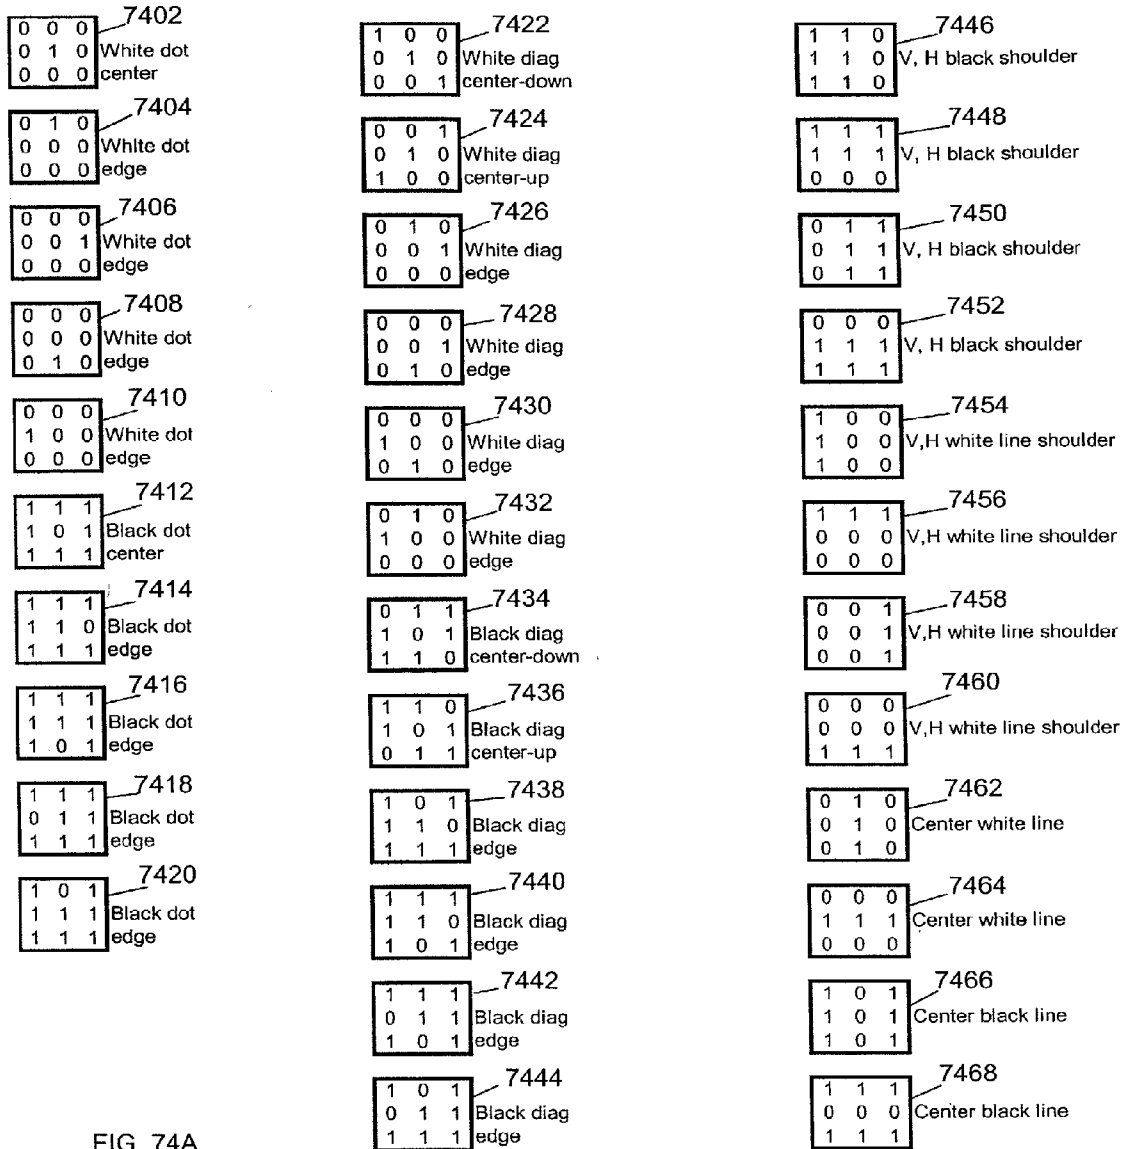 7402
0 0 0
0 1 0 White dot
0 0 0 center
7404
0 1 0
0 0 0 White dot
0 0 0 edge
7406
0 0 0
0 0 1 White dot
0 0 0 edge
7408
0 0 0
0 0 0 White dot
0 1 0 edge
7410
0 0 0
1 0 0 White dot
0 0 0 edge
7412
1 1 1
1 0 1 Black dot
1 1 1 center
7414
1 1 1
1 1 0 Black dot
1 1 1 edge
7416
1 1 1
1 1 1 Black dot
1 0 1 edge
7418
1 1 1
0 1 1 Black dot
1 1 1 edge
7420
1 0 1
1 1 1 Black dot
1 1 1 edge
7422
1 0 0
0 1 0 White diag
0 0 1 center-down
7424
0 0 1
0 1 0 White diag
1 0 0 center-up
7426
0 1 0
0 0 1 White diag
0 0 0 edge
7428
0 0 0
0 0 1 White diag
0 1 0 edge
7430
0 0 0
1 0 0 White diag
0 1 0 edge
7432
0 1 0
1 0 0 White diag
0 0 0 edge
7434
0 1 1
1 0 1 Black diag
1 1 0 center-down
7436
1 1 0
1 0 1 Black diag
0 1 1 center-up
7438
1 0 1
1 1 0 Black diag
1 1 1 edge
7440
1 1 1
1 1 0 Black diag
1 0 1 edge
7442
1 1 1
0 1 1 Black diag
1 0 1 edge
7444
1 0 1
0 1 1 Black diag
1 1 1 edge
7446
1 1 0
1 1 0 V, H black shoulder
1 1 0
7448
1 1 1
1 1 1 V, H black shoulder
0 0 0
7450
0 1 1
0 1 1 V, H black shoulder
0 1 1
7452
0 0 0
1 1 1 V, H black shoulder
1 1 1
7454
1 0 0
1 0 0 V,H white line shoulder
1 0 0
7456
1 1 1
0 0 0 V,H white line shoulder
0 0 0
7458
0 0 1
0 0 1 V,H white line shoulder
0 0 1
7460
0 0 0
0 0 0 V,H white line shoulder
1 1 1
7462
0 1 0
0 1 0 Center white line
0 1 0
7464
0 0 0
1 1 1 Center white line
0 0 0
7466
1 0 1
1 0 1 Center black line
1 0 1
7468
1 1 1
0 0 0 Center black line
1 1 1
FIG. 74A